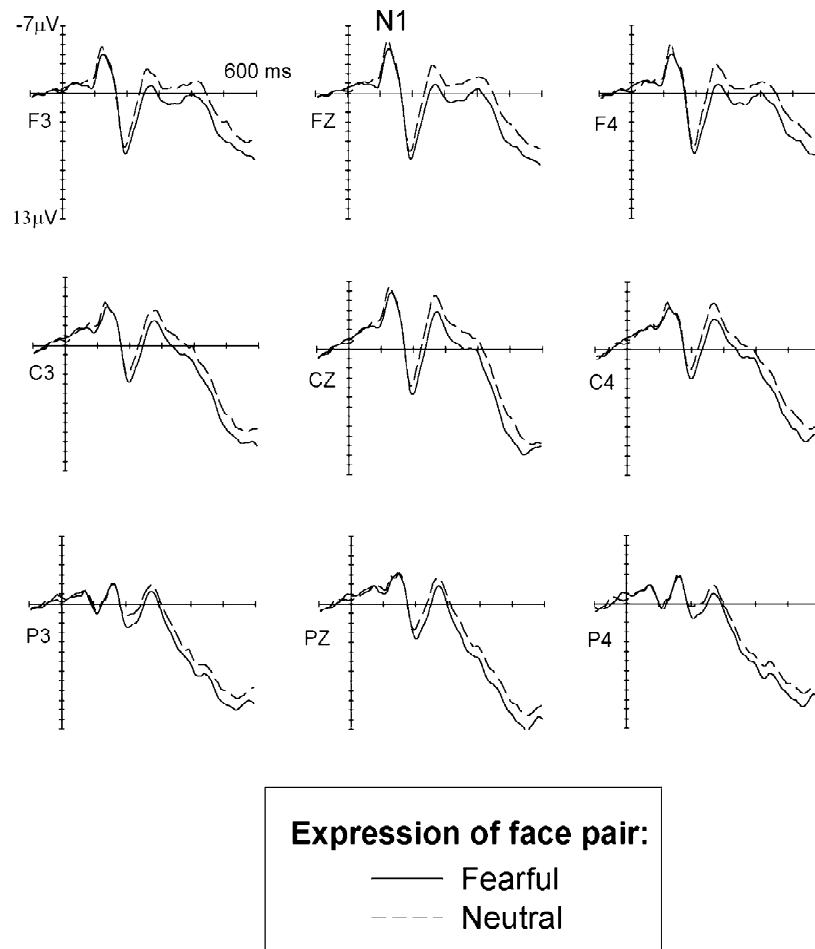 -7µV
N1
600 ms
F3
FZ
F4
13µV
C3
CZ
C4
P3
PZ
P4
Expression of face pair:
Fearful
Neutral